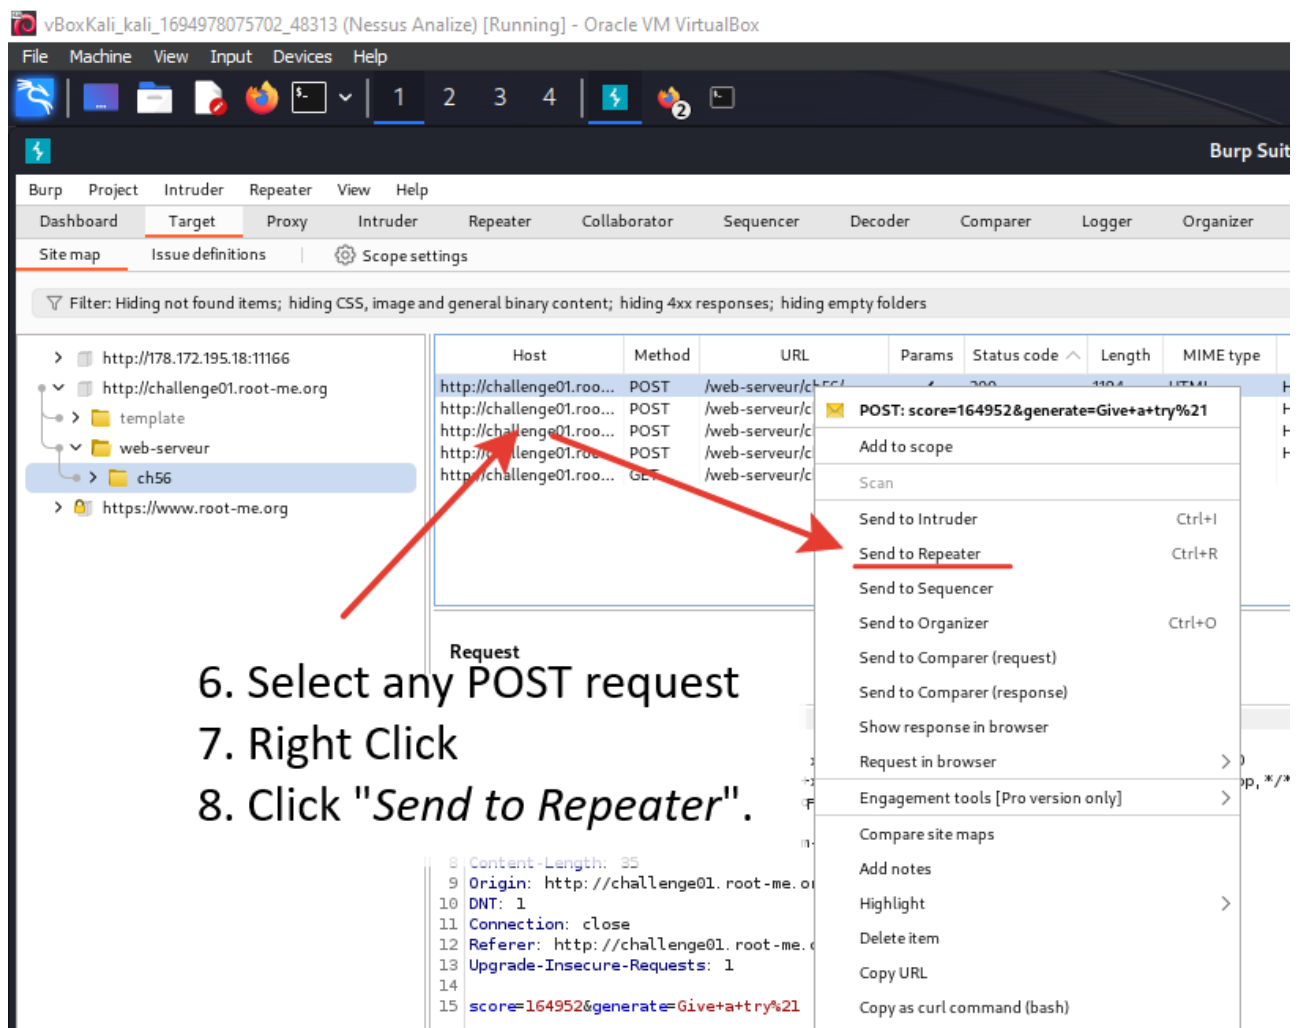 vBoxKali_kali_1694978075702_48313 (Nessus Analize) [Running] - Oracle VM VirtualBox
File Machine View Input Devices Help
1 2 3 4 2
Burp Suit
Burp Project Intruder Repeater View Help
Dashboard Target Proxy Intruder Repeater Collaborator Sequencer Decoder Comparer Logger Organizer
Site map Issue definitions Scope settings
Filter: Hiding not found items; hiding CSS, image and general binary content; hiding 4xx responses; hiding empty folders
http://178.172.195.18:11166
http://challenge01.root-me.org
template
web-serveur
ch56
https://www.root-me.org
Host Method URL Params Status code Length MIME type
http://challenge01.roo... POST /web-serveur/ch56/ 200 1194 HTML H
http://challenge01.roo... POST /web-serveur/c H
http://challenge01.roo... POST /web-serveur/c H
http://challenge01.roo... POST /web-serveur/c H
http://challenge01.roo... GET /web-serveur/c
POST: score=164952&generate=Give+a+try%21
Add to scope
Scan
Send to Intruder Ctrl+I
Send to Repeater Ctrl+R
Send to Sequencer
Send to Organizer Ctrl+O
Send to Comparer (request)
Send to Comparer (response)
Show response in browser
Request in browser
Engagement tools [Pro version only]
Compare site maps
Add notes
Highlight
Delete item
Copy URL
Copy as curl command (bash)
Request
6. Select any POST request
7. Right Click
8. Click "Send to Repeater".
8 Content-Length: 35
9 Origin: http://challenge01.root-me.o
10 DNT: 1
11 Connection: close
12 Referer: http://challenge01.root-me.
13 Upgrade-Insecure-Requests: 1
14
15 score=164952&generate=Give+a+try%21